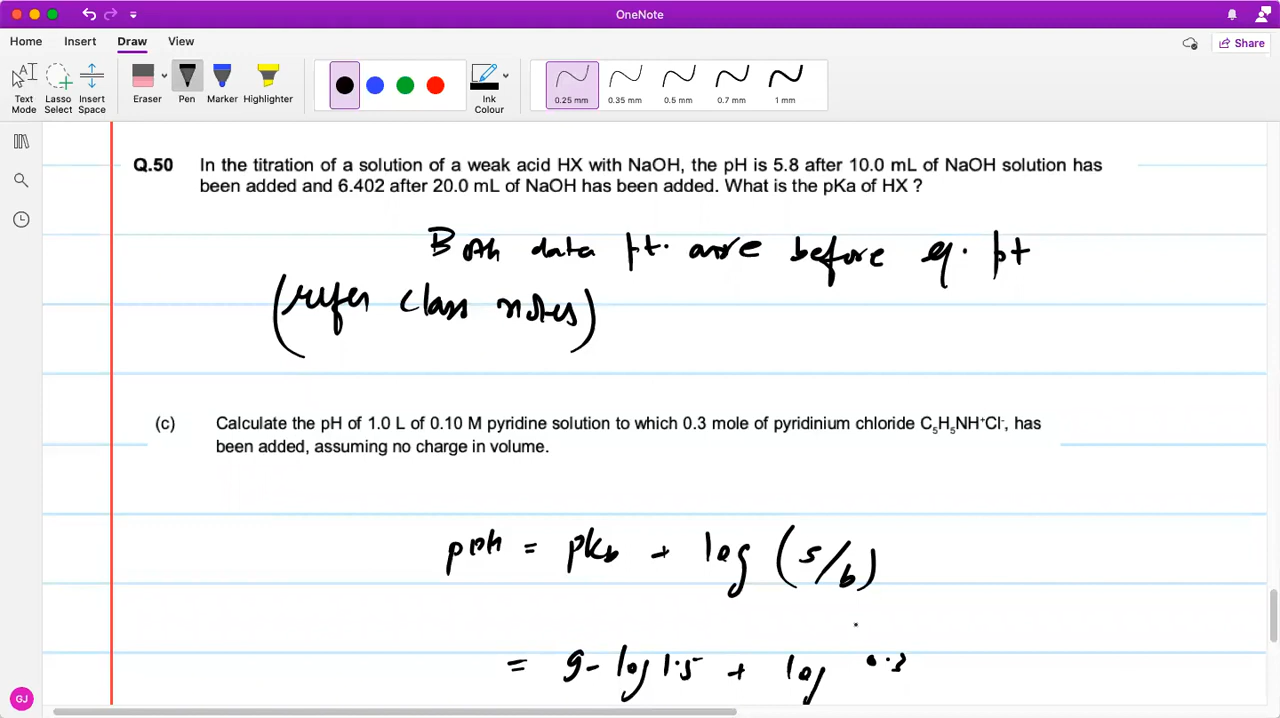 OneNote
Home Insert Draw View
Share
Text Mode
Lasso Select
Insert Space
Eraser
Pen
Marker
Highlighter
Ink Colour
0.25 mm
0.35 mm
0.5 mm
0.7 mm
1 mm
Q.50 In the titration of a solution of a weak acid HX with NaOH, the pH is 5.8 after 10.0 mL of NaOH solution has
been added and 6.402 after 20.0 mL of NaOH has been added. What is the pKa of HX ?
Both data pt. are before eq. pt
(refer class notes)
(c) Calculate the pH of 1.0 L of 0.10 M pyridine solution to which 0.3 mole of pyridinium chloride C₅H₅NH⁺Cl⁻, has
been added, assuming no charge in volume.
pOH = pKb + log (s/b)
= 9 - log 1.5 + log 0.3
GJ